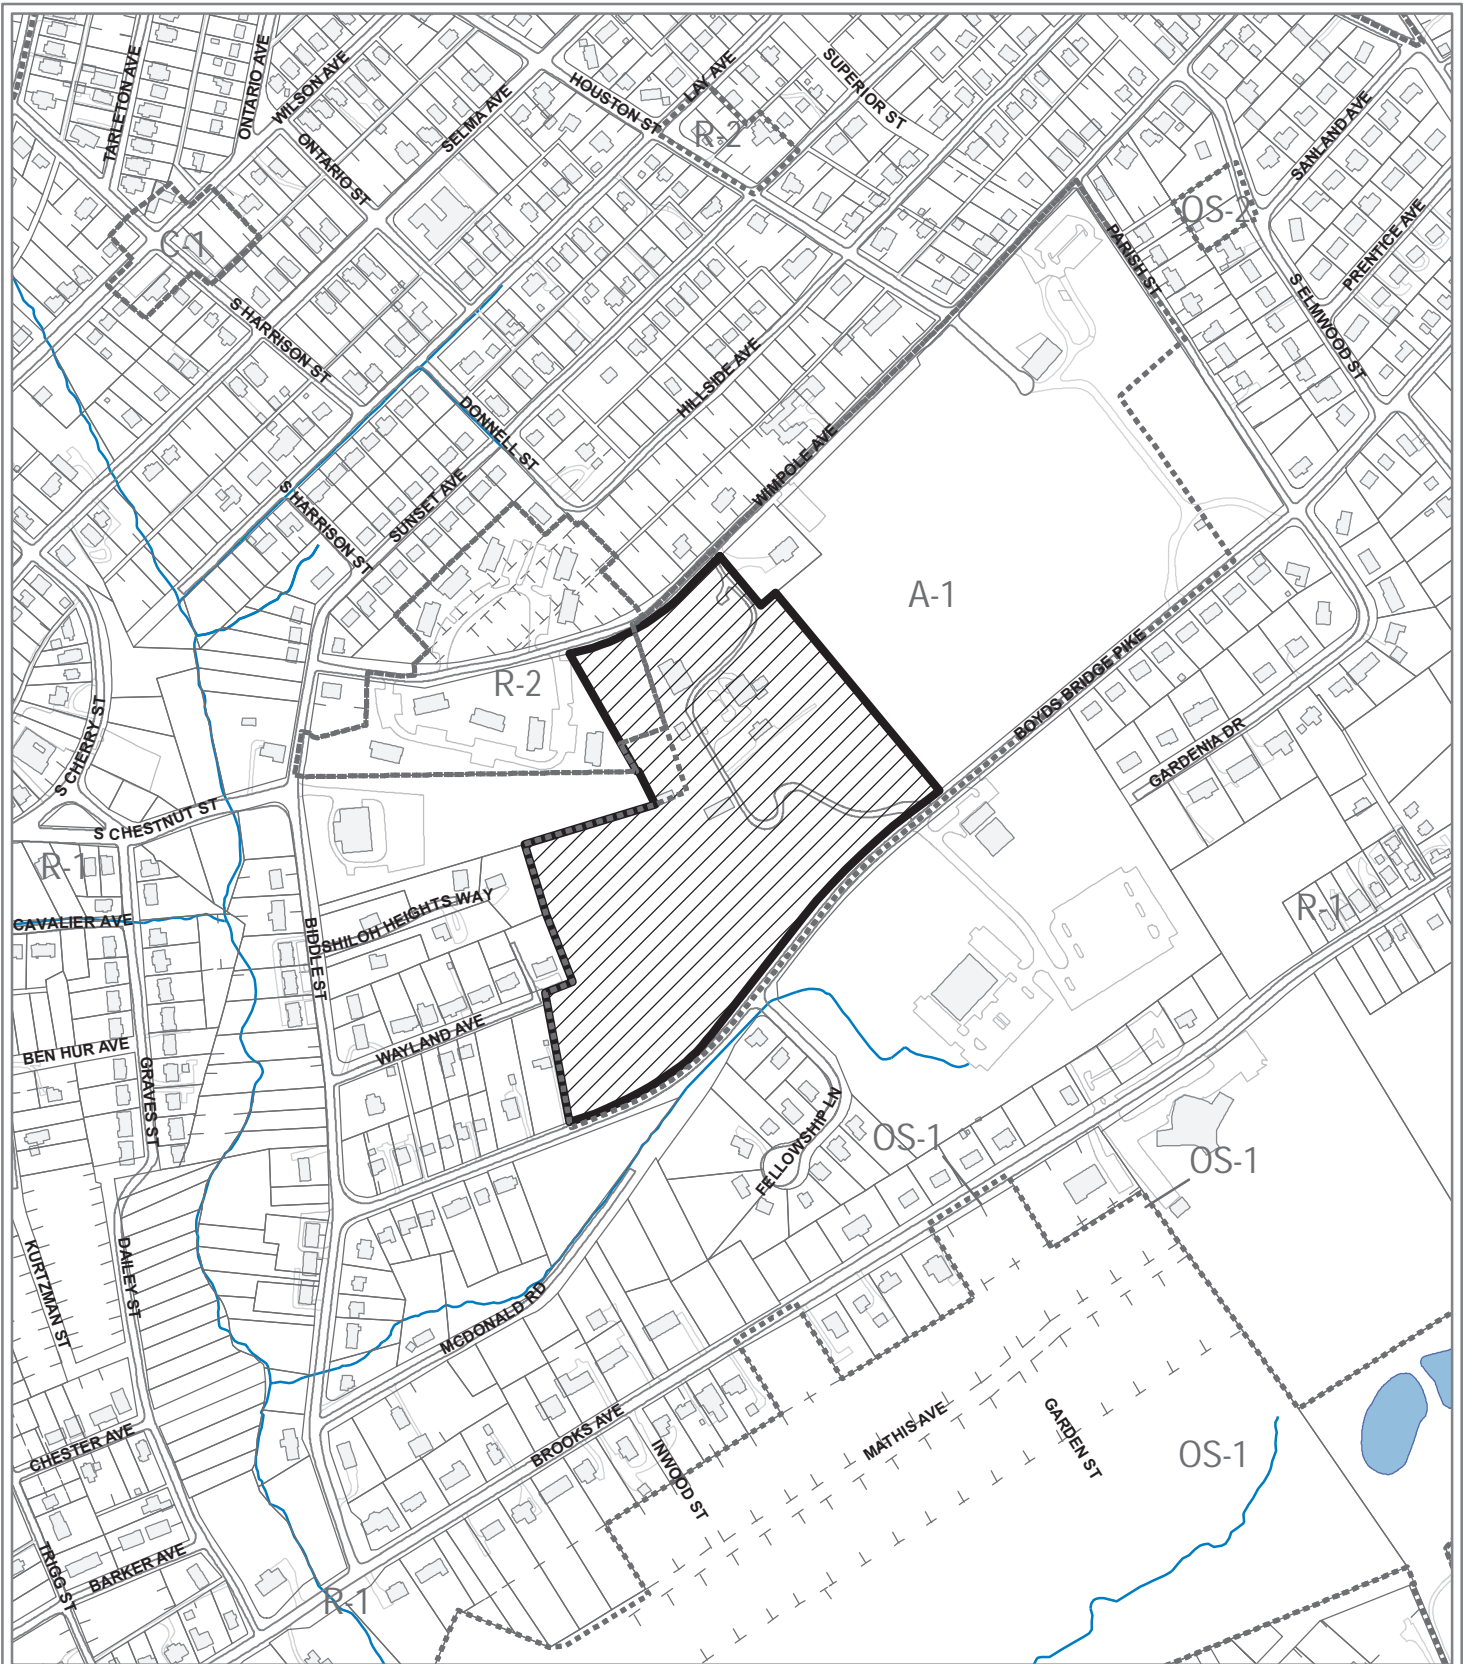 TARLETON AVE
ONTARIO AVE
WILSON AVE
ONTARIO ST
SELMA AVE
HOUSTON ST
LAY AVE
SUPERIOR ST
R-2
SANLAND AVE
OS-2
PRENTICE AVE
PARISH ST
S ELMWOOD ST
C-1
S HARRISON ST
HILLSIDE AVE
DONNELL ST
WIMPOLE AVE
SUNSET AVE
S HARRISON ST
A-1
R-2
BOYDS BRIDGE PIKE
GARDENIA DR
S CHERRY ST
S CHESTNUT ST
R-1
CAVALIER AVE
SHILOH HEIGHTS WAY
BIDDLE ST
R-1
WAYLAND AVE
BEN HUR AVE
GRAVES ST
FELLOWSHIP LN
OS-1
OS-1
KURTZMAN ST
DAILEY ST
MCDONALD RD
BROOKS AVE
MATHIS AVE
GARDEN ST
INWOOD ST
OS-1
CHESTER AVE
TRIGG ST
BARKER AVE
R-1